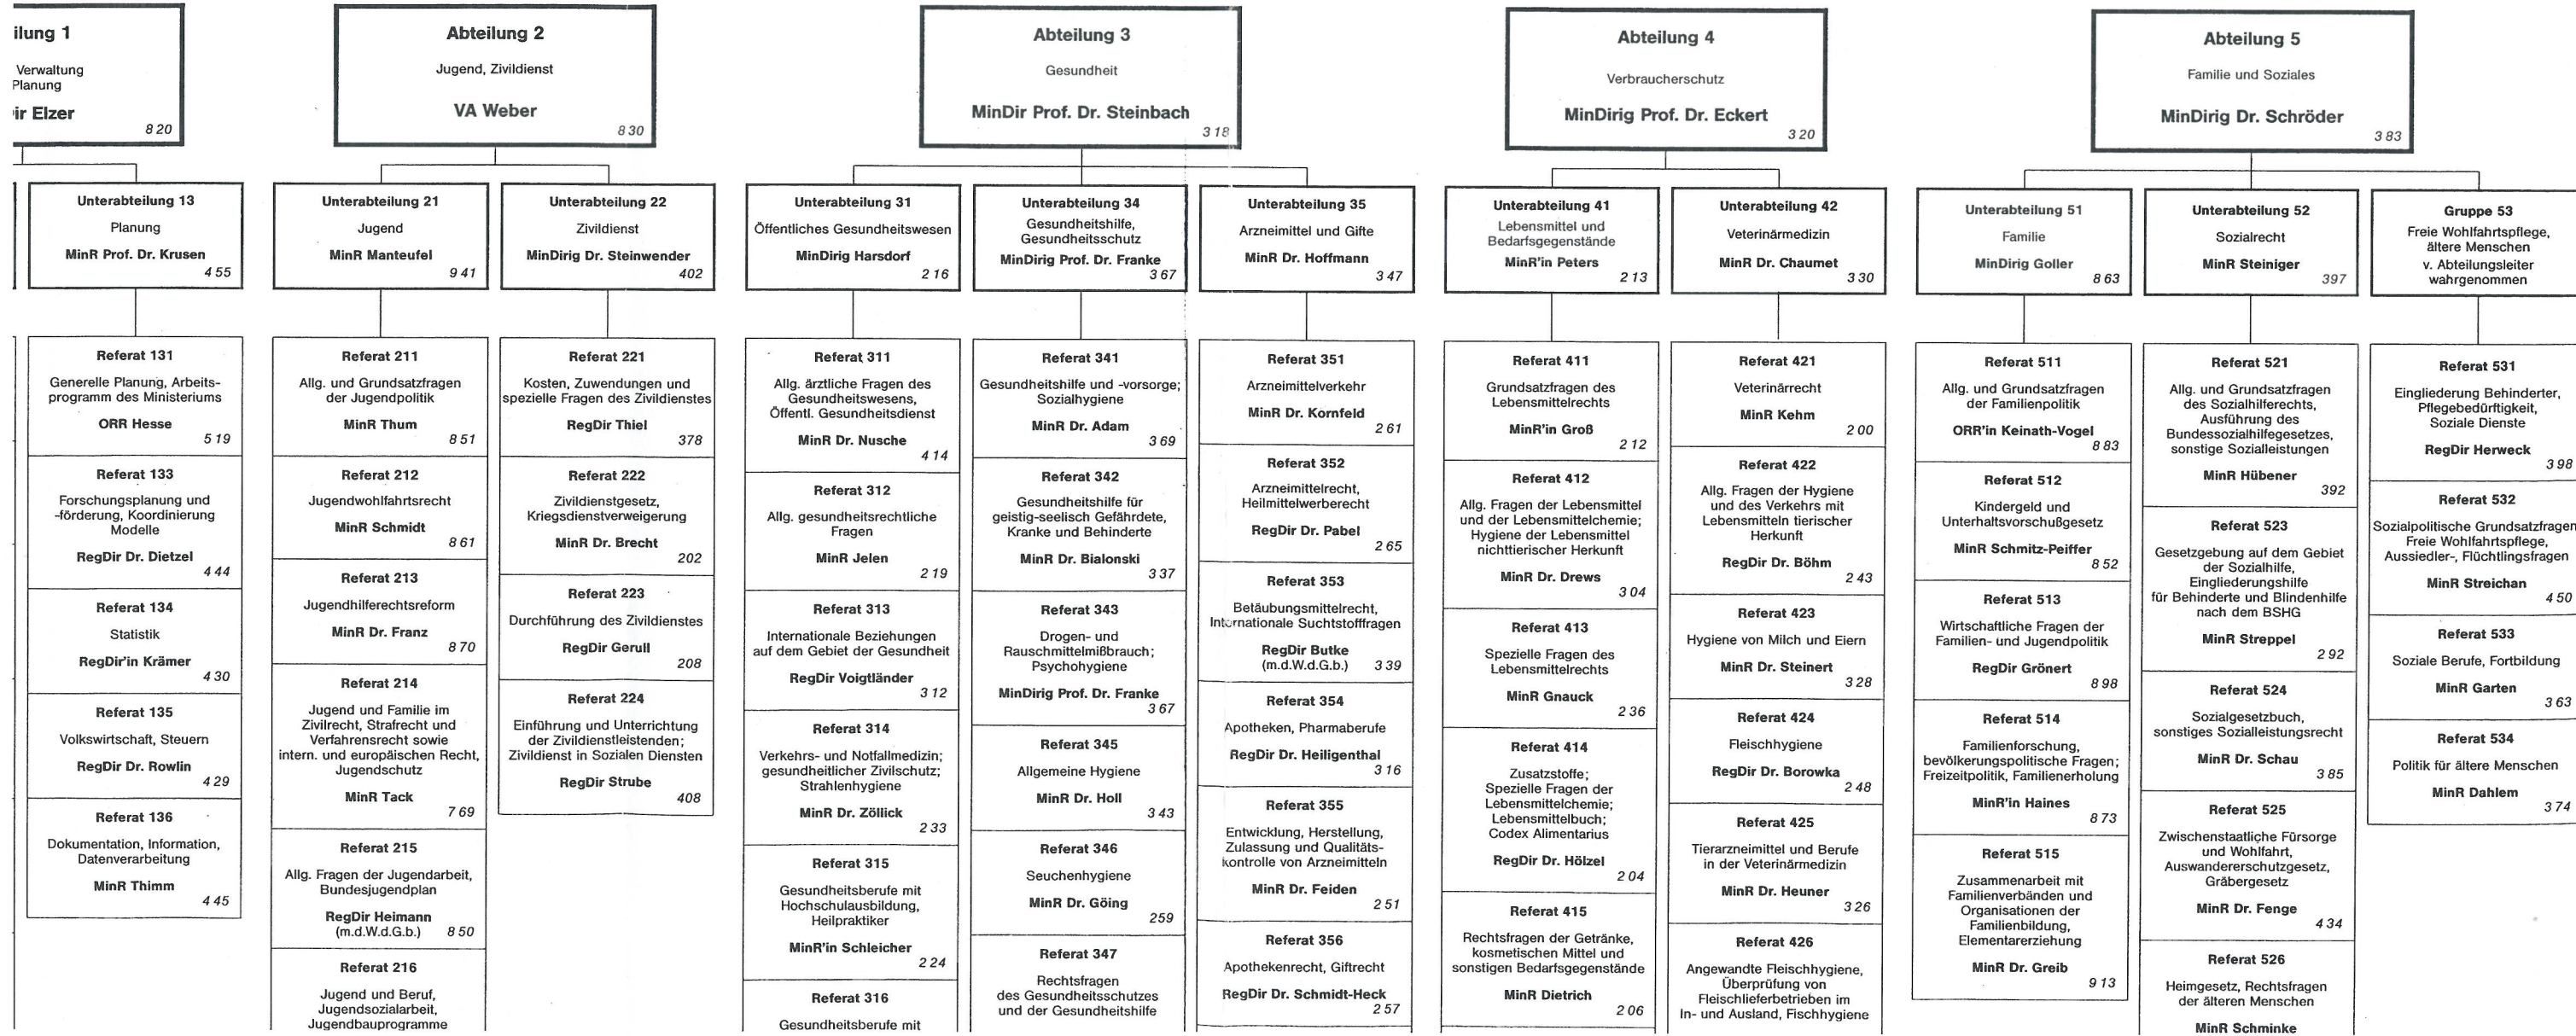 ilung 1
Verwaltung
Planung
ir Elzer
8 20
Unterabteilung 13
Planung
MinR Prof. Dr. Krusen
4 55
Referat 131
Generelle Planung, Arbeits-
programm des Ministeriums
ORR Hesse
5 19
Referat 133
Forschungsplanung und
-förderung, Koordinierung
Modelle
RegDir Dr. Dietzel
4 44
Referat 134
Statistik
RegDir'in Krämer
4 30
Referat 135
Volkswirtschaft, Steuern
RegDir Dr. Rowlin
4 29
Referat 136
Dokumentation, Information,
Datenverarbeitung
MinR Thimm
4 45
Abteilung 2
Jugend, Zivildienst
VA Weber
8 30
Unterabteilung 21
Jugend
MinR Manteufel
9 41
Referat 211
Allg. und Grundsatzfragen
der Jugendpolitik
MinR Thum
8 51
Referat 212
Jugendwohlfahrtsrecht
MinR Schmidt
8 61
Referat 213
Jugendhilferechtsreform
MinR Dr. Franz
8 70
Referat 214
Jugend und Familie im
Zivilrecht, Strafrecht und
Verfahrensrecht sowie
intern. und europäischen Recht,
Jugendschutz
MinR Tack
7 69
Referat 215
Allg. Fragen der Jugendarbeit,
Bundesjugendplan
RegDir Heimann
(m.d.W.d.G.b.) 8 50
Referat 216
Jugend und Beruf,
Jugendsozialarbeit,
Jugendbauprogramme
Unterabteilung 22
Zivildienst
MinDirig Dr. Steinwender
402
Referat 221
Kosten, Zuwendungen und
spezielle Fragen des Zivildienstes
RegDir Thiel
378
Referat 222
Zivildienstgesetz,
Kriegsdienstverweigerung
MinR Dr. Brecht
202
Referat 223
Durchführung des Zivildienstes
RegDir Gerull
208
Referat 224
Einführung und Unterrichtung
der Zivildienstleistenden;
Zivildienst in Sozialen Diensten
RegDir Strube
408
Abteilung 3
Gesundheit
MinDir Prof. Dr. Steinbach
3 18
Unterabteilung 31
Öffentliches Gesundheitswesen
MinDirig Harsdorf
2 16
Referat 311
Allg. ärztliche Fragen des
Gesundheitswesens,
Öffentl. Gesundheitsdienst
MinR Dr. Nusche
4 14
Referat 312
Allg. gesundheitsrechtliche
Fragen
MinR Jelen
2 19
Referat 313
Internationale Beziehungen
auf dem Gebiet der Gesundheit
RegDir Voigtländer
3 12
Referat 314
Verkehrs- und Notfallmedizin;
gesundheitlicher Zivilschutz;
Strahlenhygiene
MinR Dr. Zöllick
2 33
Referat 315
Gesundheitsberufe mit
Hochschulausbildung,
Heilpraktiker
MinR'in Schleicher
2 24
Referat 316
Gesundheitsberufe mit
Unterabteilung 34
Gesundheitshilfe,
Gesundheitsschutz
MinDirig Prof. Dr. Franke
3 67
Referat 341
Gesundheitshilfe und -vorsorge;
Sozialhygiene
MinR Dr. Adam
3 69
Referat 342
Gesundheitshilfe für
geistig-seelisch Gefährdete,
Kranke und Behinderte
MinR Dr. Bialonski
3 37
Referat 343
Drogen- und
Rauschmittelmißbrauch;
Psychohygiene
MinDirig Prof. Dr. Franke
3 67
Referat 345
Allgemeine Hygiene
MinR Dr. Holl
3 43
Referat 346
Seuchenhygiene
MinR Dr. Göing
259
Referat 347
Rechtsfragen
des Gesundheitsschutzes
und der Gesundheitshilfe
Unterabteilung 35
Arzneimittel und Gifte
MinR Dr. Hoffmann
3 47
Referat 351
Arzneimittelverkehr
MinR Dr. Kornfeld
2 61
Referat 352
Arzneimittelrecht,
Heilmittelwerberecht
RegDir Dr. Pabel
2 65
Referat 353
Betäubungsmittelrecht,
Internationale Suchtstofffragen
RegDir Butke
(m.d.W.d.G.b.) 3 39
Referat 354
Apotheken, Pharmaberufe
RegDir Dr. Heiligenthal
3 16
Referat 355
Entwicklung, Herstellung,
Zulassung und Qualitäts-
kontrolle von Arzneimitteln
MinR Dr. Feiden
2 51
Referat 356
Apothekenrecht, Giftrecht
RegDir Dr. Schmidt-Heck
2 57
Abteilung 4
Verbraucherschutz
MinDirig Prof. Dr. Eckert
3 20
Unterabteilung 41
Lebensmittel und
Bedarfsgegenstände
MinR'in Peters
2 13
Referat 411
Grundsatzfragen des
Lebensmittelrechts
MinR'in Groß
2 12
Referat 412
Allg. Fragen der Lebensmittel
und der Lebensmittelchemie;
Hygiene der Lebensmittel
nichttierischer Herkunft
MinR Dr. Drews
3 04
Referat 413
Spezielle Fragen des
Lebensmittelrechts
MinR Gnauck
2 36
Referat 414
Zusatzstoffe;
Spezielle Fragen der
Lebensmittelchemie;
Lebensmittelbuch;
Codex Alimentarius
RegDir Dr. Hölzel
2 04
Referat 415
Rechtsfragen der Getränke,
kosmetischen Mittel und
sonstigen Bedarfsgegenstände
MinR Dietrich
2 06
Unterabteilung 42
Veterinärmedizin
MinR Dr. Chaumet
3 30
Referat 421
Veterinärrecht
MinR Kehm
2 00
Referat 422
Allg. Fragen der Hygiene
und des Verkehrs mit
Lebensmitteln tierischer
Herkunft
RegDir Dr. Böhm
2 43
Referat 423
Hygiene von Milch und Eiern
MinR Dr. Steinert
3 28
Referat 424
Fleischhygiene
RegDir Dr. Borowka
2 48
Referat 425
Tierarzneimittel und Berufe
in der Veterinärmedizin
MinR Dr. Heuner
3 26
Referat 426
Angewandte Fleischhygiene,
Überprüfung von
Fleischlieferbetrieben im
In- und Ausland, Fischhygiene
Abteilung 5
Familie und Soziales
MinDirig Dr. Schröder
3 83
Unterabteilung 51
Familie
MinDirig Goller
8 63
Referat 511
Allg. und Grundsatzfragen
der Familienpolitik
ORR'in Keinath-Vogel
8 83
Referat 512
Kindergeld und
Unterhaltsvorschußgesetz
MinR Schmitz-Peiffer
8 52
Referat 513
Wirtschaftliche Fragen der
Familien- und Jugendpolitik
RegDir Grönert
8 98
Referat 514
Familienforschung,
bevölkerungspolitische Fragen;
Freizeitpolitik, Familienerholung
MinR'in Haines
8 73
Referat 515
Zusammenarbeit mit
Familienverbänden und
Organisationen der
Familienbildung,
Elementarerziehung
MinR Dr. Greib
9 13
Unterabteilung 52
Sozialrecht
MinR Steiniger
397
Referat 521
Allg. und Grundsatzfragen
des Sozialhilferechts,
Ausführung des
Bundessozialhilfegesetzes,
sonstige Sozialleistungen
MinR Hübener
392
Referat 523
Gesetzgebung auf dem Gebiet
der Sozialhilfe,
Eingliederungshilfe
für Behinderte und Blindenhilfe
nach dem BSHG
MinR Streppel
2 92
Referat 524
Sozialgesetzbuch,
sonstiges Sozialleistungsrecht
MinR Dr. Schau
3 85
Referat 525
Zwischenstaatliche Fürsorge
und Wohlfahrt,
Auswandererschutzgesetz,
Gräbergesetz
MinR Dr. Fenge
4 34
Referat 526
Heimgesetz, Rechtsfragen
der älteren Menschen
MinR Schminke
Gruppe 53
Freie Wohlfahrtspflege,
ältere Menschen
v. Abteilungsleiter
wahrgenommen
Referat 531
Eingliederung Behinderter,
Pflegebedürftigkeit,
Soziale Dienste
RegDir Herweck
3 98
Referat 532
Sozialpolitische Grundsatzfragen
Freie Wohlfahrtspflege,
Aussiedler-, Flüchtlingsfragen
MinR Streichan
4 50
Referat 533
Soziale Berufe, Fortbildung
MinR Garten
3 63
Referat 534
Politik für ältere Menschen
MinR Dahlem
3 74